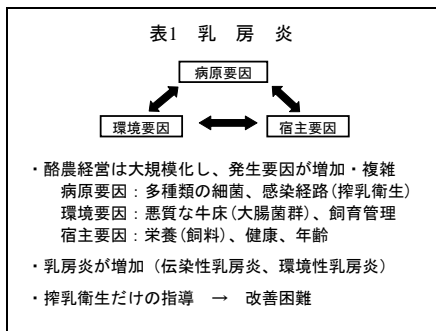 表1 乳 房 炎
病原要因
環境要因 宿主要因
・酪農経営は大規模化し、発生要因が増加・複雑
病原要因：多種類の細菌、感染経路(搾乳衛生)
環境要因：悪質な牛床(大腸菌群)、飼育管理
宿主要因：栄養(飼料)、健康、年齢
・乳房炎が増加（伝染性乳房炎、環境性乳房炎）
・搾乳衛生だけの指導 → 改善困難